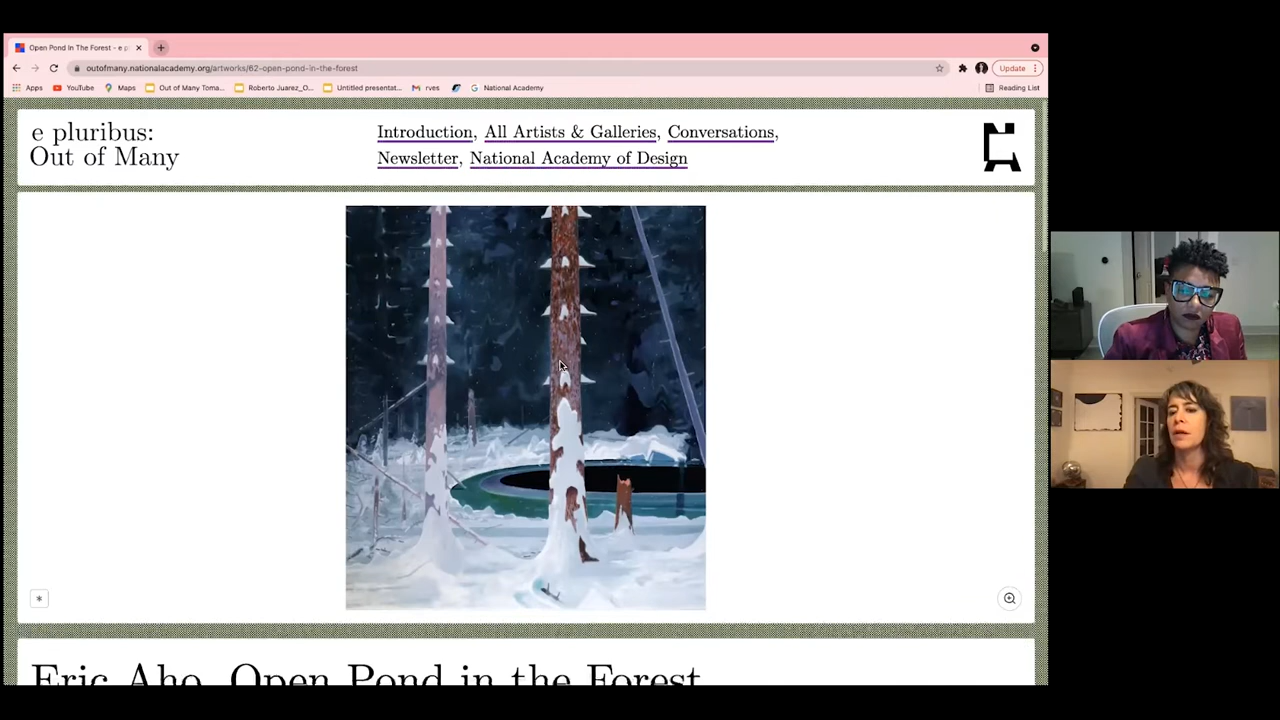 Open Pond In The Forest - e p
outofmany.nationalacademy.org/artworks/62-open-pond-in-the-forest
Update
Apps
YouTube
Maps
Out of Many Toma...
Roberto Juarez_O...
Untitled presentat...
rves
National Academy
Reading List
e pluribus:
Out of Many
Introduction, All Artists & Galleries, Conversations,
Newsletter, National Academy of Design
*
Eric Aho, Open Pond in the Forest